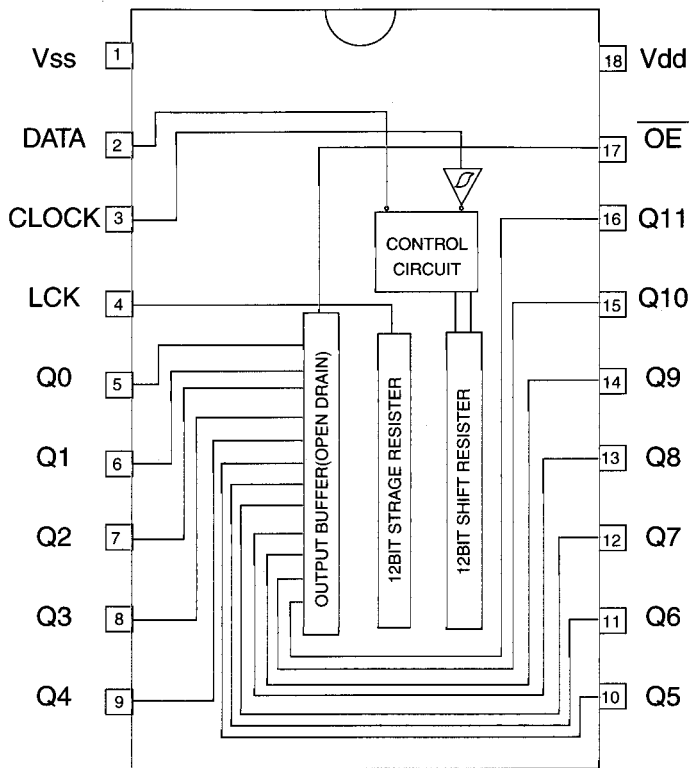 Vss 1
18 Vdd
DATA 2
17 OE
CLOCK 3
16 Q11
CONTROL
CIRCUIT
LCK 4
15 Q10
Q0 5
14 Q9
Q1 6
13 Q8
Q2 7
12 Q7
Q3 8
11 Q6
Q4 9
10 Q5
OUTPUT BUFFER(OPEN DRAIN)
12BIT STRAGE RESISTER
12BIT SHIFT RESISTER